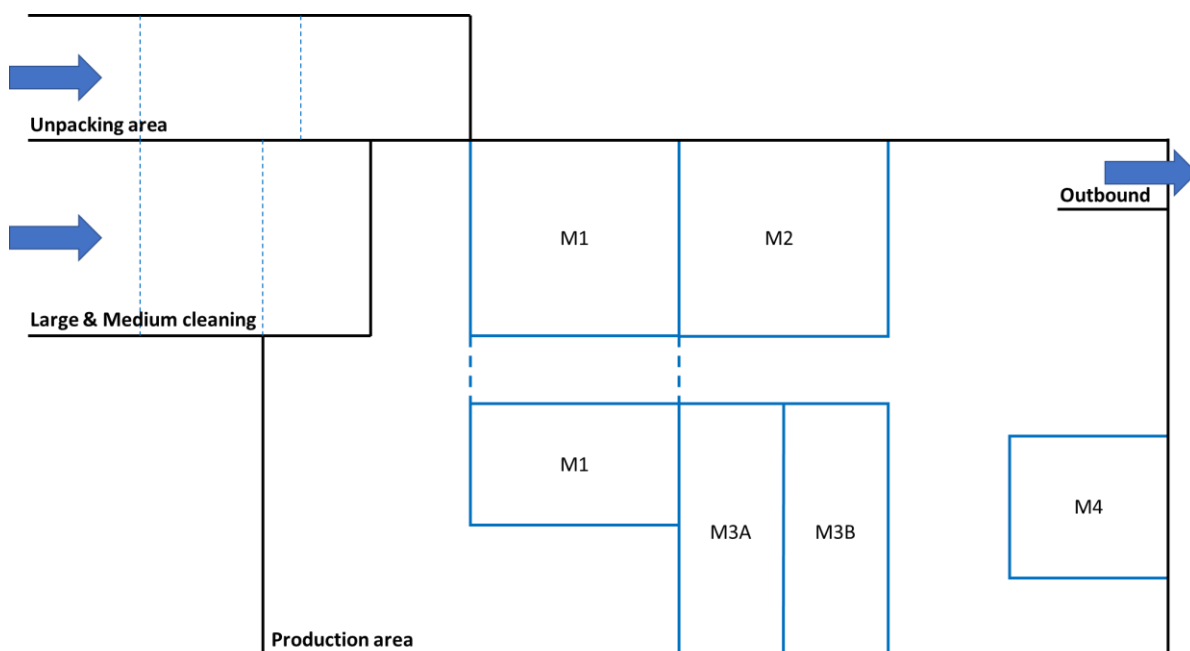 Unpacking area
Outbound
M1
M2
Large & Medium cleaning
M1
M3A
M3B
M4
Production area